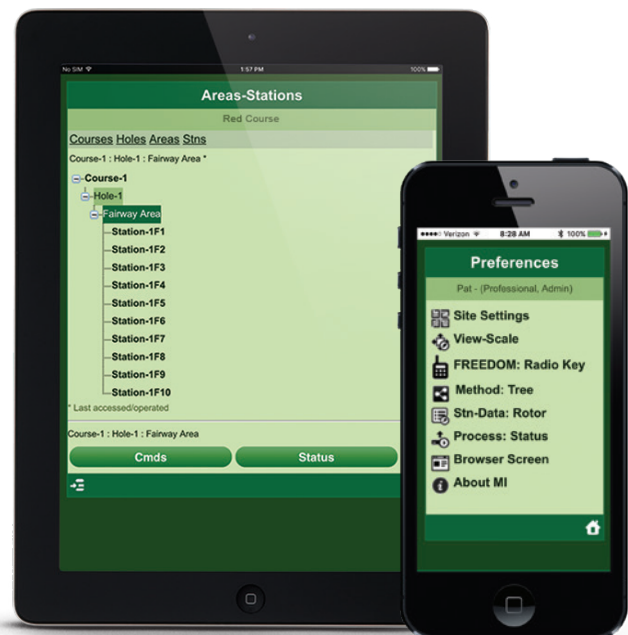 No SIM 1:57 PM 100%
Areas-Stations
Red Course
Courses Holes Areas Stns
Course-1 : Hole-1 : Fairway Area *
Course-1
Hole-1
Fairway Area
Station-1F1
Station-1F2
Station-1F3
Station-1F4
Station-1F5
Station-1F6
Station-1F7
Station-1F8
Station-1F9
Station-1F10
* Last accessed/operated
Course-1 : Hole-1 : Fairway Area
Cmds Status
Verizon 8:28 AM 100%
Preferences
Pat - (Professional, Admin)
Site Settings
View-Scale
FREEDOM: Radio Key
Method: Tree
Stn-Data: Rotor
Process: Status
Browser Screen
About MI